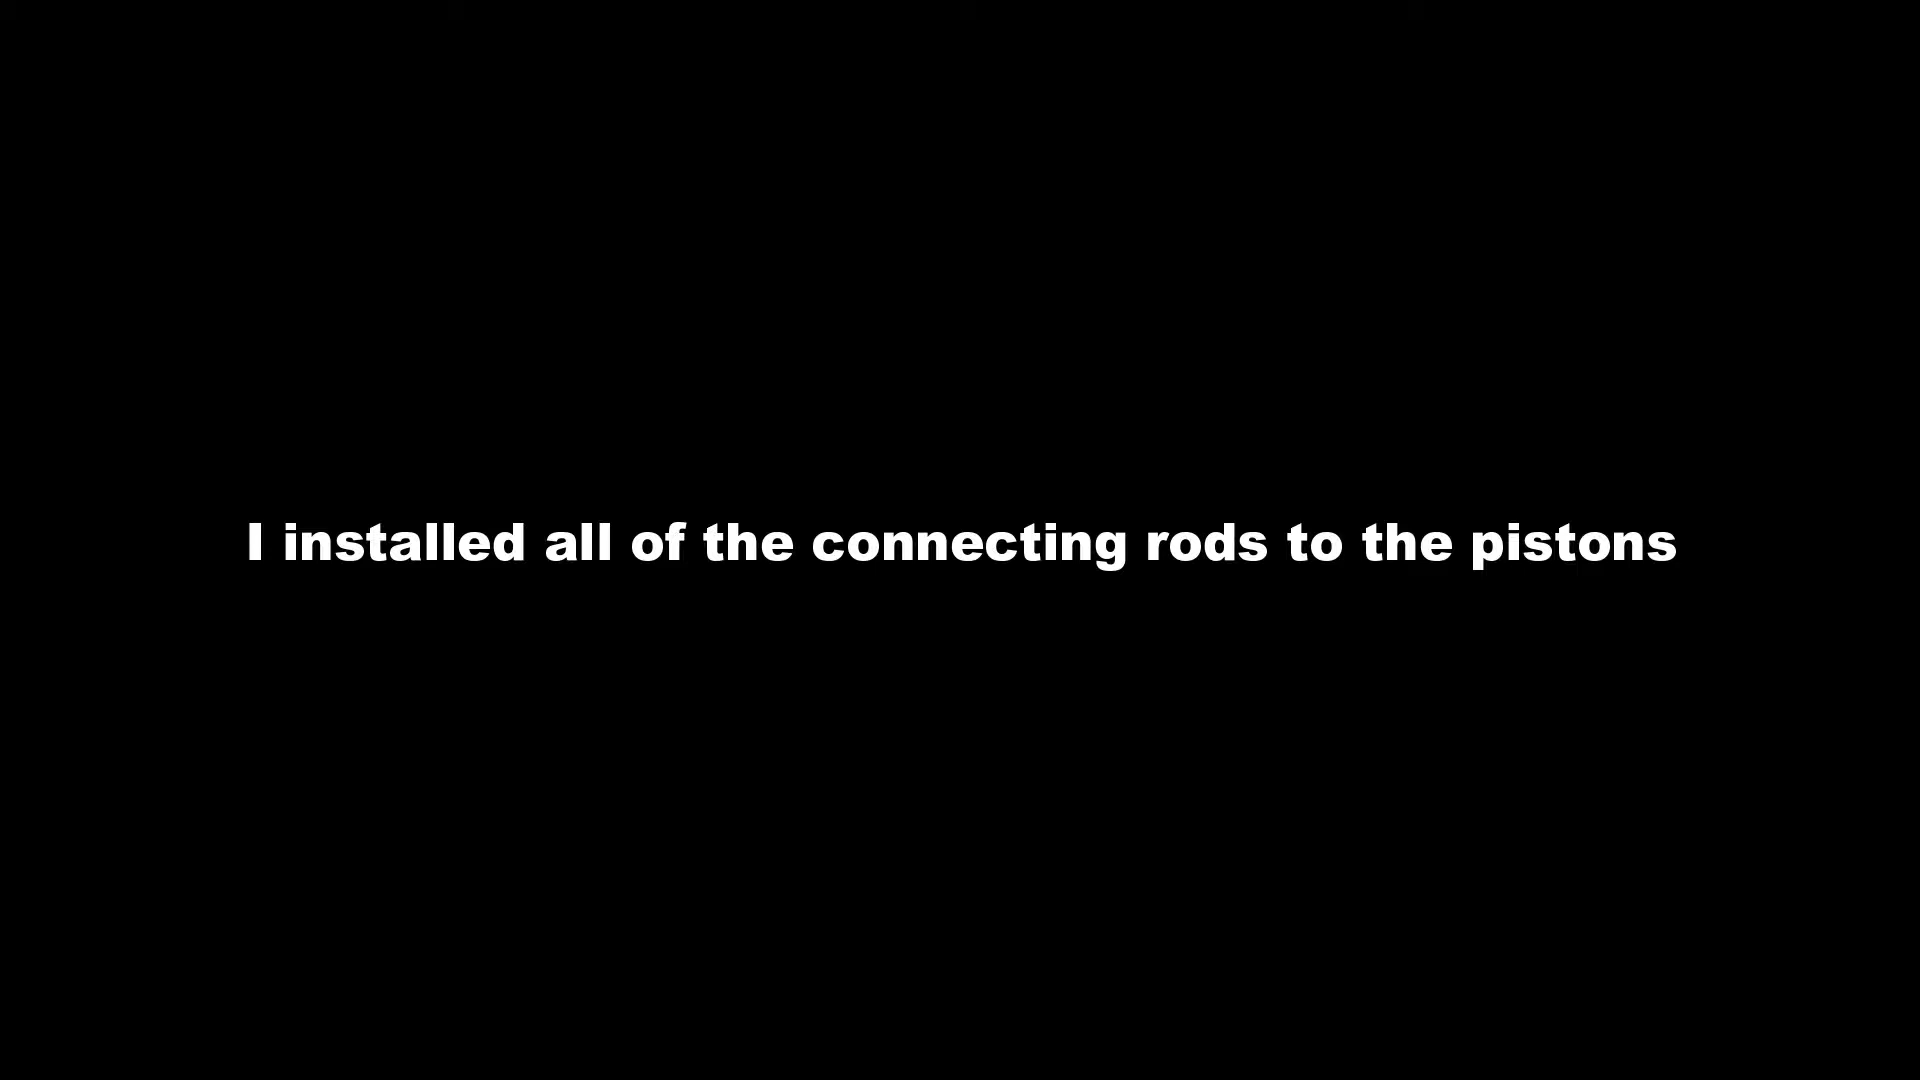 I installed all of the connecting rods to the pistons